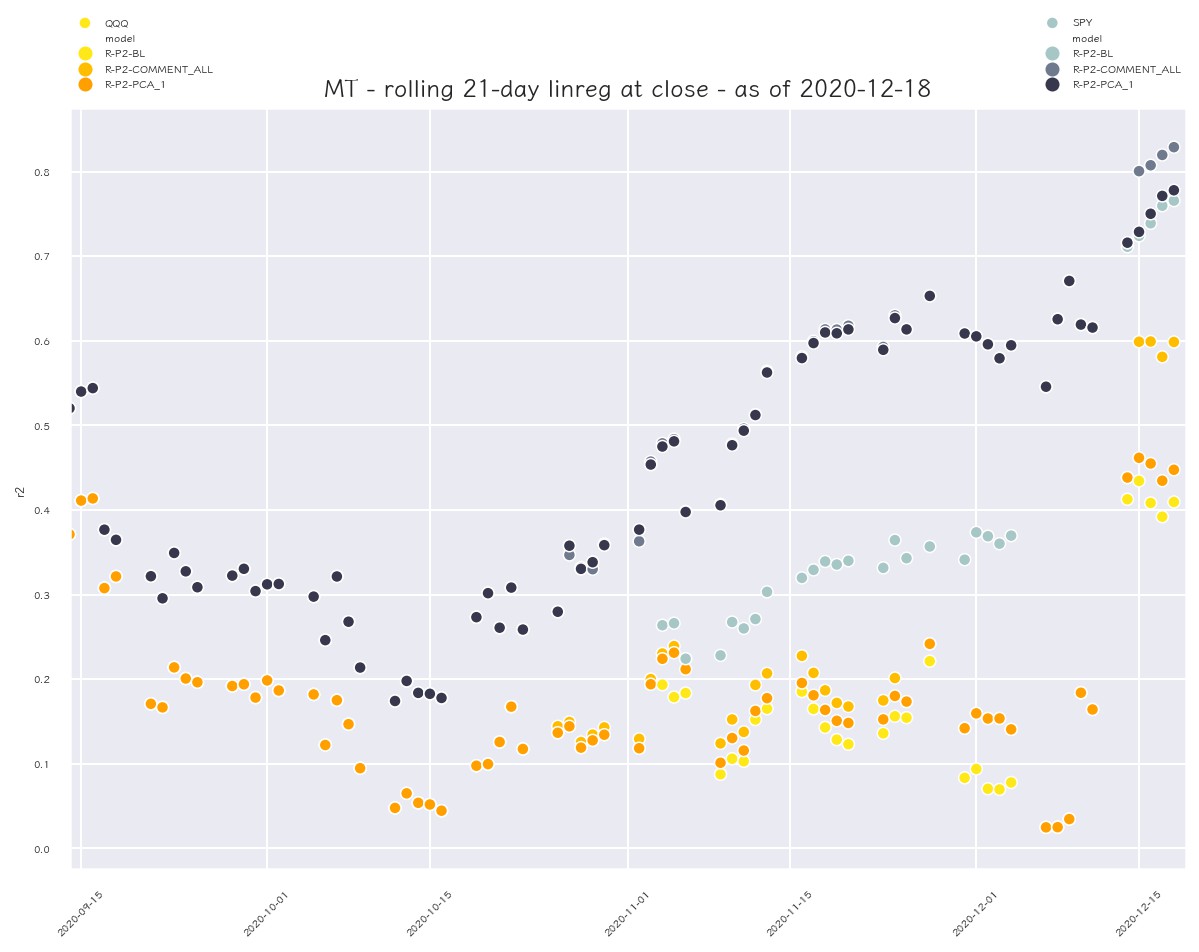 QQQ
model
R-P2-BL
R-P2-COMMENT_ALL
R-P2-PCA_1
SPY
model
R-P2-BL
R-P2-COMMENT_ALL
R-P2-PCA_1
MT - rolling 21-day linreg at close - as of 2020-12-18
0.8
0.7
0.6
0.5
0.4
0.3
0.2
0.1
0.0
r2
2020-09-15
2020-10-01
2020-10-15
2020-11-01
2020-11-15
2020-12-01
2020-12-15